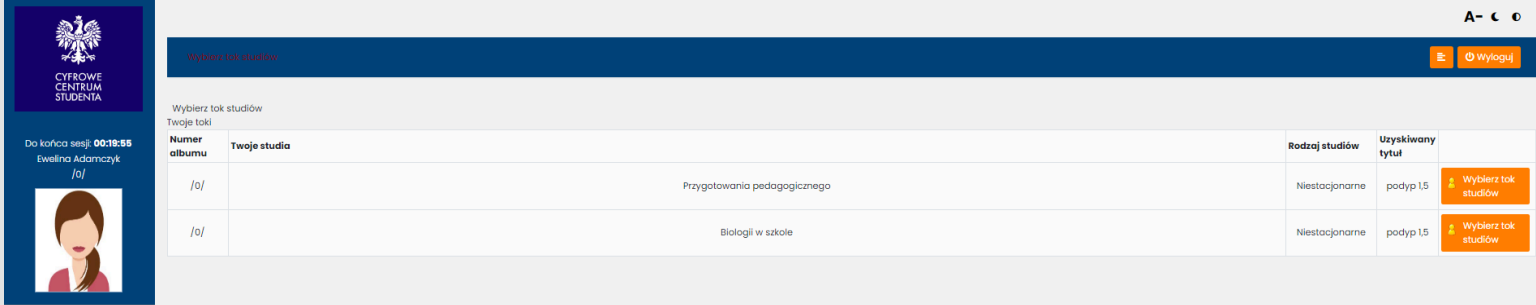 A-
CYFROWE
CENTRUM
STUDENTA
Wybierz tok studiów
Wyloguj
Do końca sesji: 00:19:55
Ewelina Adamczyk
/0/
Wybierz tok studiów
Twoje toki
Numer albumu Twoje studia Rodzaj studiów Uzyskiwany tytuł
/0/ Przygotowania pedagogicznego Niestacjonarne podyp 1,5 Wybierz tok studiów
/0/ Biologii w szkole Niestacjonarne podyp 1,5 Wybierz tok studiów